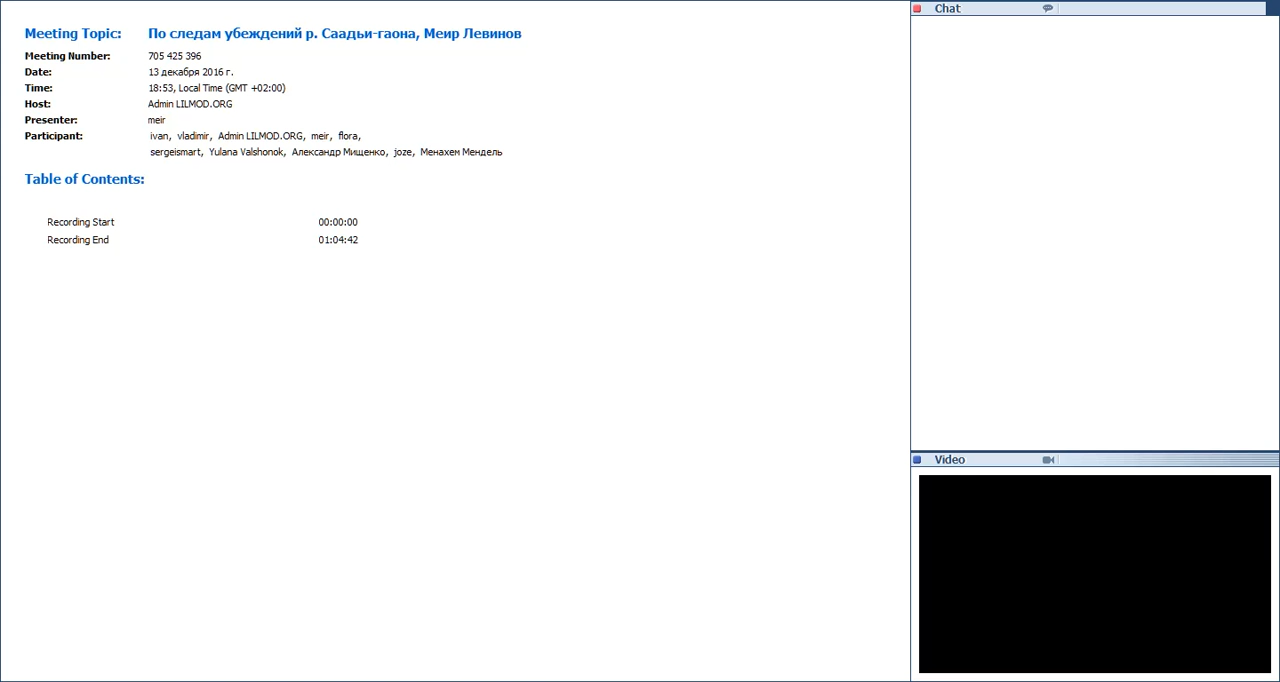 Meeting Topic: По следам убеждений р. Саадьи-гаона, Меир Левинов
Meeting Number: 705 425 396
Date: 13 декабря 2016 г.
Time: 18:53, Local Time (GMT +02:00)
Host: Admin LILMOD.ORG
Presenter: meir
Participant: ivan, vladimir, Admin LILMOD.ORG, meir, flora,
sergeismart, Yulana Valshonok, Александр Мищенко, joze, Менахем Мендель
Table of Contents:
Recording Start 00:00:00
Recording End 01:04:42
Chat
Video